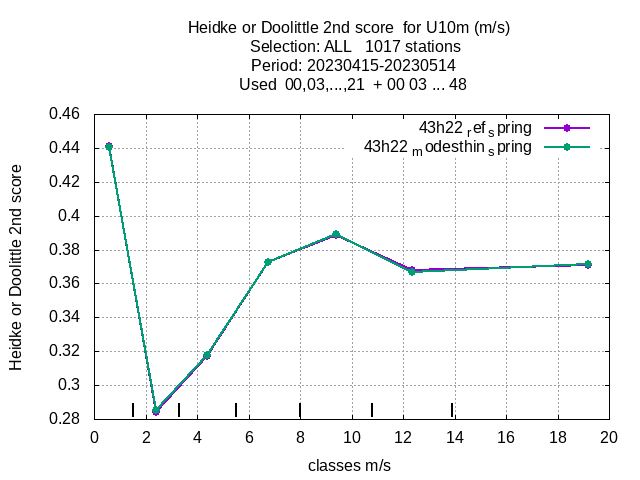 Heidke or Doolittle 2nd score  for U10m (m/s)
Selection: ALL   1017 stations
Period: 20230415-20230514
Used  00,03,...,21  + 00 03 ... 48
43h22 ref spring
43h22 modesthin spring
Heidke or Doolittle 2nd score
0.46
0.44
0.42
0.4
0.38
0.36
0.34
0.32
0.3
0.28
0 2 4 6 8 10 12 14 16 18 20
classes m/s